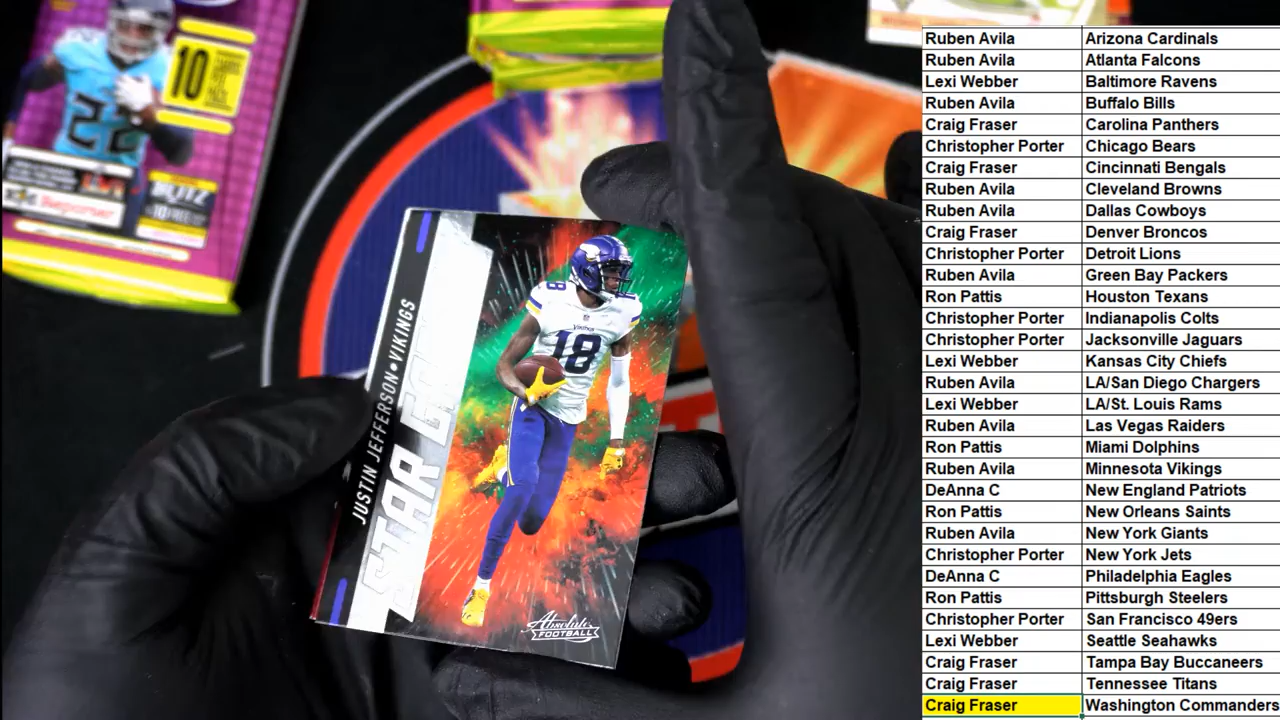 22
10
BLITZ
JUSTIN JEFFERSON • VIKINGS
STAR
18
18
18
VIKINGS
Absolute
FOOTBALL
Ruben Avila Arizona Cardinals
Ruben Avila Atlanta Falcons
Lexi Webber Baltimore Ravens
Ruben Avila Buffalo Bills
Craig Fraser Carolina Panthers
Christopher Porter Chicago Bears
Craig Fraser Cincinnati Bengals
Ruben Avila Cleveland Browns
Ruben Avila Dallas Cowboys
Craig Fraser Denver Broncos
Christopher Porter Detroit Lions
Ruben Avila Green Bay Packers
Ron Pattis Houston Texans
Christopher Porter Indianapolis Colts
Christopher Porter Jacksonville Jaguars
Lexi Webber Kansas City Chiefs
Ruben Avila LA/San Diego Chargers
Lexi Webber LA/St. Louis Rams
Ruben Avila Las Vegas Raiders
Ron Pattis Miami Dolphins
Ruben Avila Minnesota Vikings
DeAnna C New England Patriots
Ron Pattis New Orleans Saints
Ruben Avila New York Giants
Christopher Porter New York Jets
DeAnna C Philadelphia Eagles
Ron Pattis Pittsburgh Steelers
Christopher Porter San Francisco 49ers
Lexi Webber Seattle Seahawks
Craig Fraser Tampa Bay Buccaneers
Craig Fraser Tennessee Titans
Craig Fraser Washington Commanders